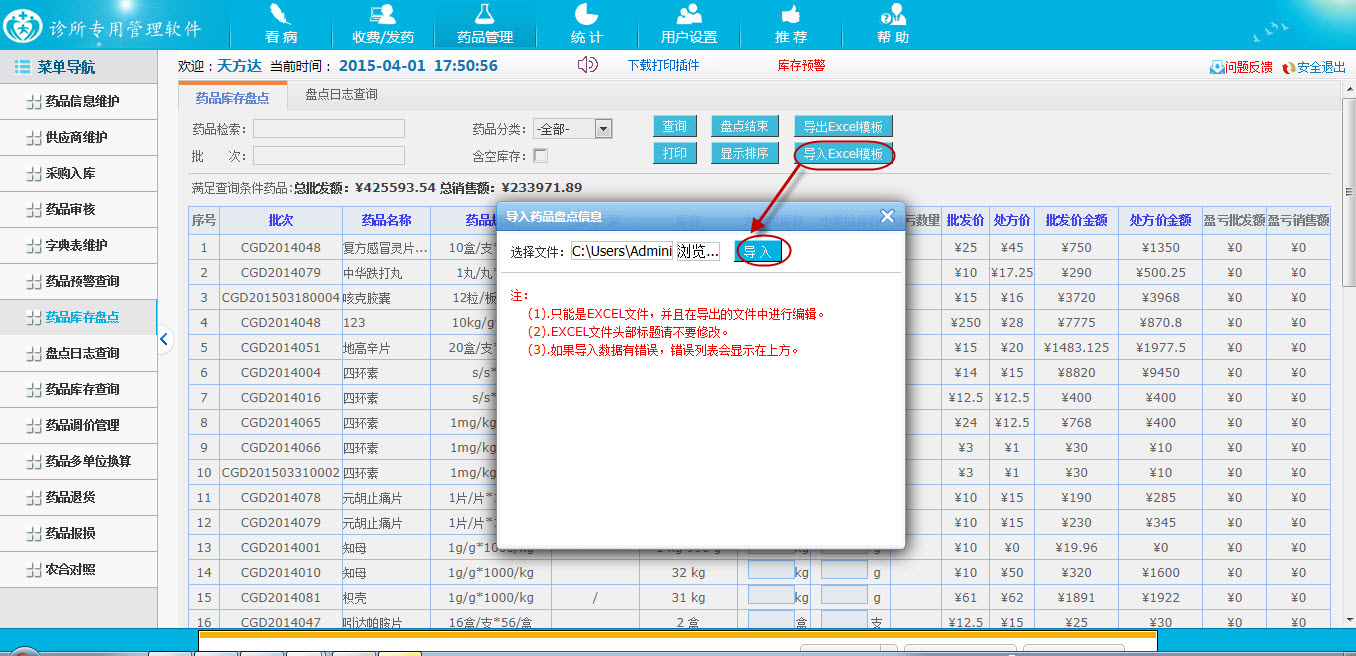 诊所专用管理软件
看 病 收费/发药 药品管理 统 计 用户设置 推 荐 帮 助
菜单导航
欢迎：天方达 当前时间： 2015-04-01 17:50:56 下载打印插件 库存预警 问题反馈 安全退出
药品信息维护
供应商维护
采购入库
药品审核
字典表维护
药品预警查询
药品库存盘点
盘点日志查询
药品库存查询
药品调价管理
药品多单位换算
药品退货
药品报损
农合对照
药品库存盘点 盘点日志查询
药品检索： 药品分类： -全部- 查询 盘点结束 导出Excel模板
批 次： 含空库存： 打印 显示排序 导入Excel模板
满足查询条件药品:总批发额：¥425593.54 总销售额：¥233971.89
序号 批次 药品名称 批发价 处方价 批发价金额 处方价金额 盈亏批发额 盈亏销售额
1 CGD2014048 复方感冒灵片... 10盒/支* ¥25 ¥45 ¥750 ¥1350 ¥0 ¥0
2 CGD2014079 中华跌打丸 1丸/丸* ¥10 ¥17.25 ¥290 ¥500.25 ¥0 ¥0
3 CGD201503180004 咳克胶囊 12粒/板 ¥15 ¥16 ¥3720 ¥3968 ¥0 ¥0
4 CGD2014048 123 10kg/g* ¥250 ¥28 ¥7775 ¥870.8 ¥0 ¥0
5 CGD2014051 地高辛片 20盒/支* ¥15 ¥20 ¥1483.125 ¥1977.5 ¥0 ¥0
6 CGD2014004 四环素 s/s* ¥14 ¥15 ¥8820 ¥9450 ¥0 ¥0
7 CGD2014016 四环素 s/s* ¥12.5 ¥12.5 ¥400 ¥400 ¥0 ¥0
8 CGD2014065 四环素 1mg/kg ¥24 ¥12.5 ¥768 ¥400 ¥0 ¥0
9 CGD2014066 四环素 1mg/kg ¥3 ¥1 ¥30 ¥10 ¥0 ¥0
10 CGD201503310002 四环素 1mg/kg ¥3 ¥1 ¥30 ¥10 ¥0 ¥0
11 CGD2014078 元胡止痛片 1片/片* ¥10 ¥15 ¥190 ¥285 ¥0 ¥0
12 CGD2014079 元胡止痛片 1片/片* ¥10 ¥15 ¥230 ¥345 ¥0 ¥0
13 CGD2014001 知母 1g/g*1000/kg kg g ¥10 ¥0 ¥19.96 ¥0 ¥0 ¥0
14 CGD2014010 知母 1g/g*1000/kg 32 kg kg g ¥10 ¥50 ¥320 ¥1600 ¥0 ¥0
15 CGD2014081 枳壳 1g/g*1000/kg / 31 kg kg g ¥61 ¥62 ¥1891 ¥1922 ¥0 ¥0
16 CGD2014047 吲达帕胺片 16盒/支*56/盒 2 盒 盒 支 ¥12.5 ¥15 ¥25 ¥30 ¥0 ¥0
导入药品盘点信息
选择文件： C:\Users\Admini 浏览... 导 入
注：
(1).只能是EXCEL文件，并且在导出的文件中进行编辑。
(2).EXCEL文件头部标题请不要修改。
(3).如果导入数据有错误，错误列表会显示在上方。